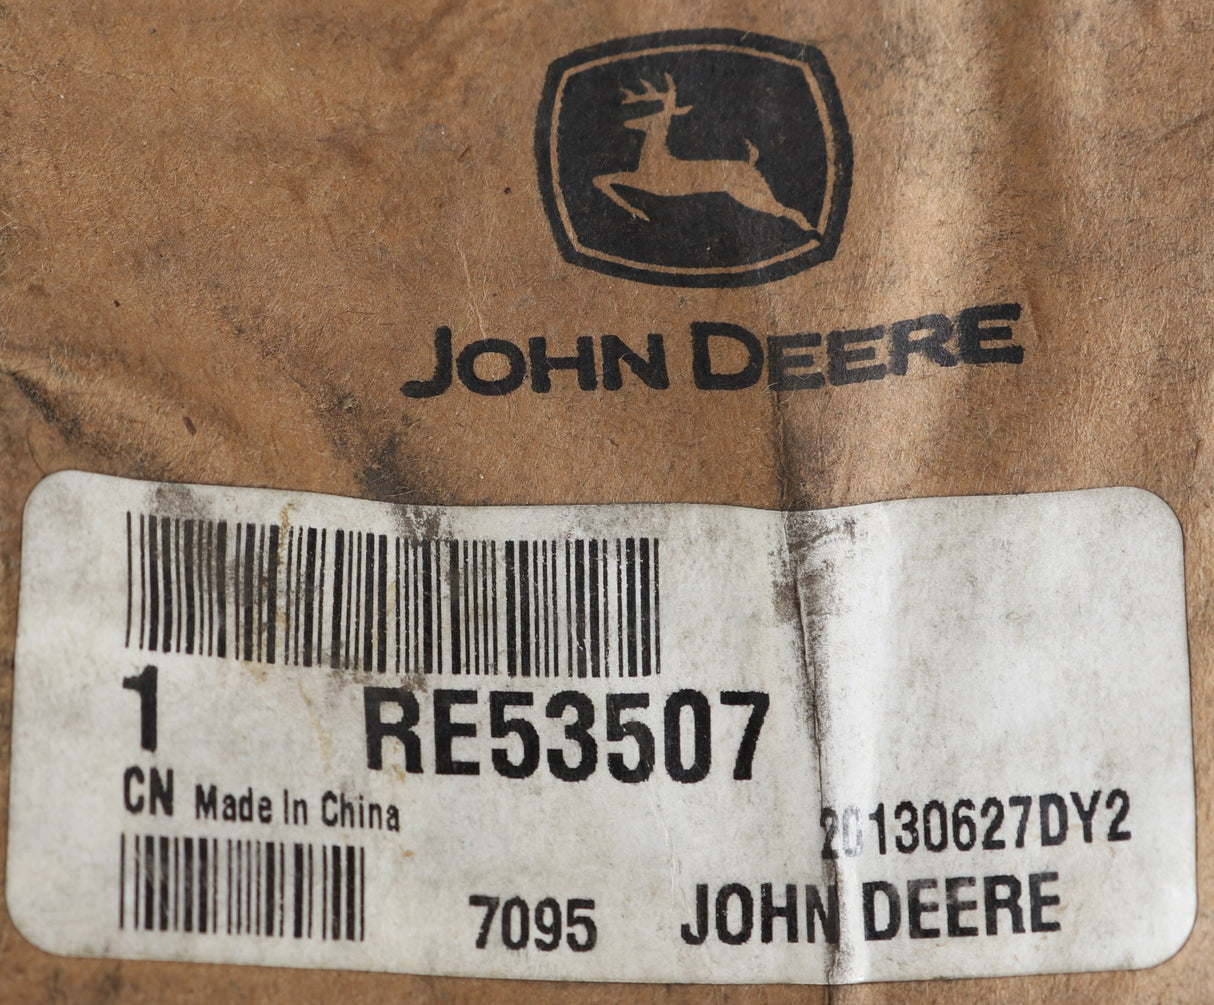 JOHN DEERE
1 RE53507
CN Made In China
20130627DY2
7095 JOHN DEERE